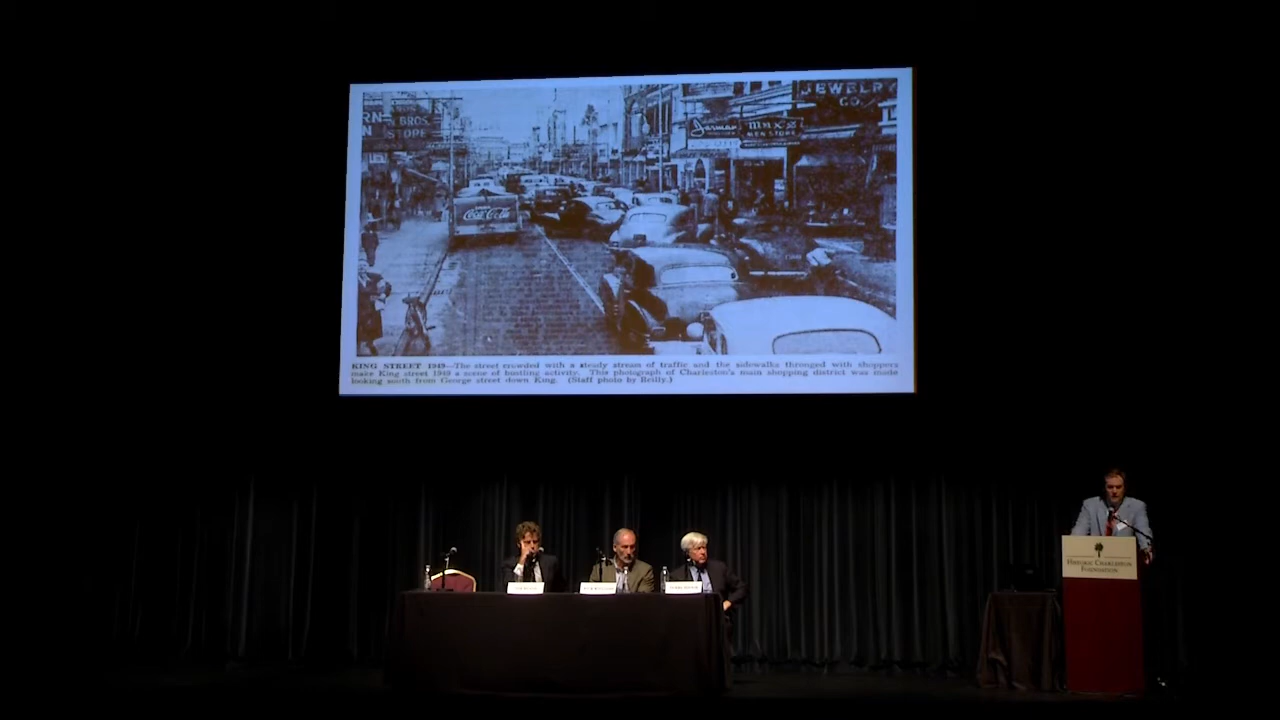 RN BROS.
N STORE
JEWELRY
CO.
Jarman MAX'S
MEN STORE
DRINK
Coca-Cola
KING STREET 1949—The street crowded with a steady stream of traffic and the sidewalks thronged with shoppers
make King street 1949 a scene of bustling activity. This photograph of Charleston's main shopping district was made
looking south from George street down King. (Staff photo by Reilly.)
HISTORIC CHARLESTON
FOUNDATION